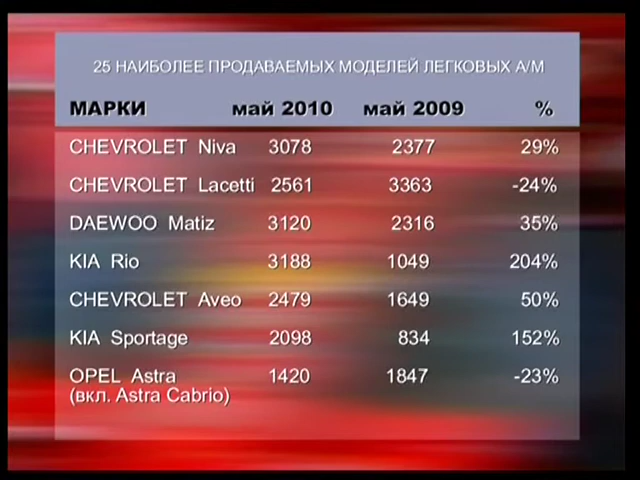 25 НАИБОЛЕЕ ПРОДАВАЕМЫХ МОДЕЛЕЙ ЛЕГКОВЫХ А/М
МАРКИ май 2010 май 2009 %
CHEVROLET Niva 3078 2377 29%
CHEVROLET Lacetti 2561 3363 -24%
DAEWOO Matiz 3120 2316 35%
KIA Rio 3188 1049 204%
CHEVROLET Aveo 2479 1649 50%
KIA Sportage 2098 834 152%
OPEL Astra 1420 1847 -23%
(вкл. Astra Cabrio)